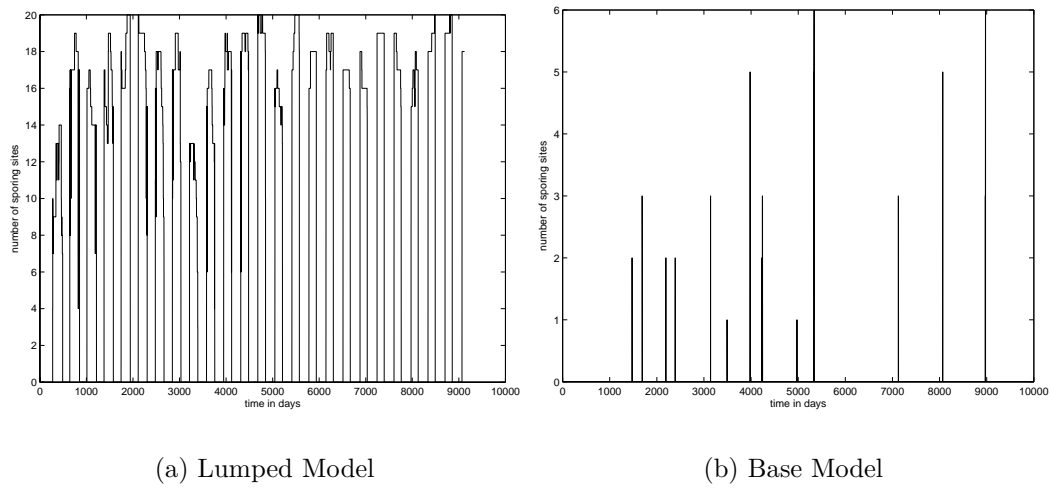 20
18
16
14
12
10
8
6
4
2
0
number of sporing sites
0 1000 2000 3000 4000 5000 6000 7000 8000 9000 10000
time in days
(a) Lumped Model
6
5
4
3
2
1
0
number of sporing sites
0 1000 2000 3000 4000 5000 6000 7000 8000 9000 10000
time in days
(b) Base Model